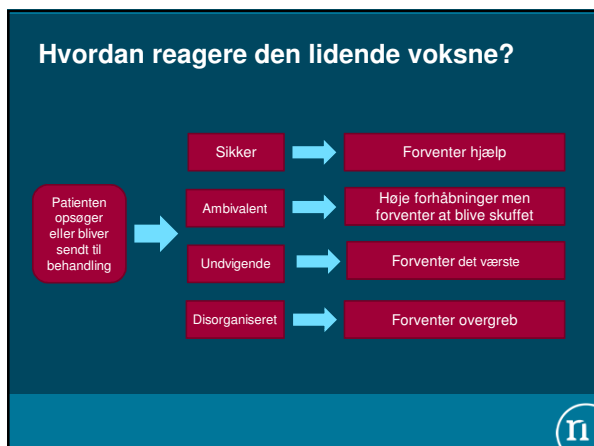 Hvordan reagere den lidende voksne?
Patienten
opsøger
eller bliver
sendt til
behandling
Sikker
Forventer hjælp
Ambivalent
Høje forhåbninger men
forventer at blive skuffet
Undvigende
Forventer det værste
Disorganiseret
Forventer overgreb
n